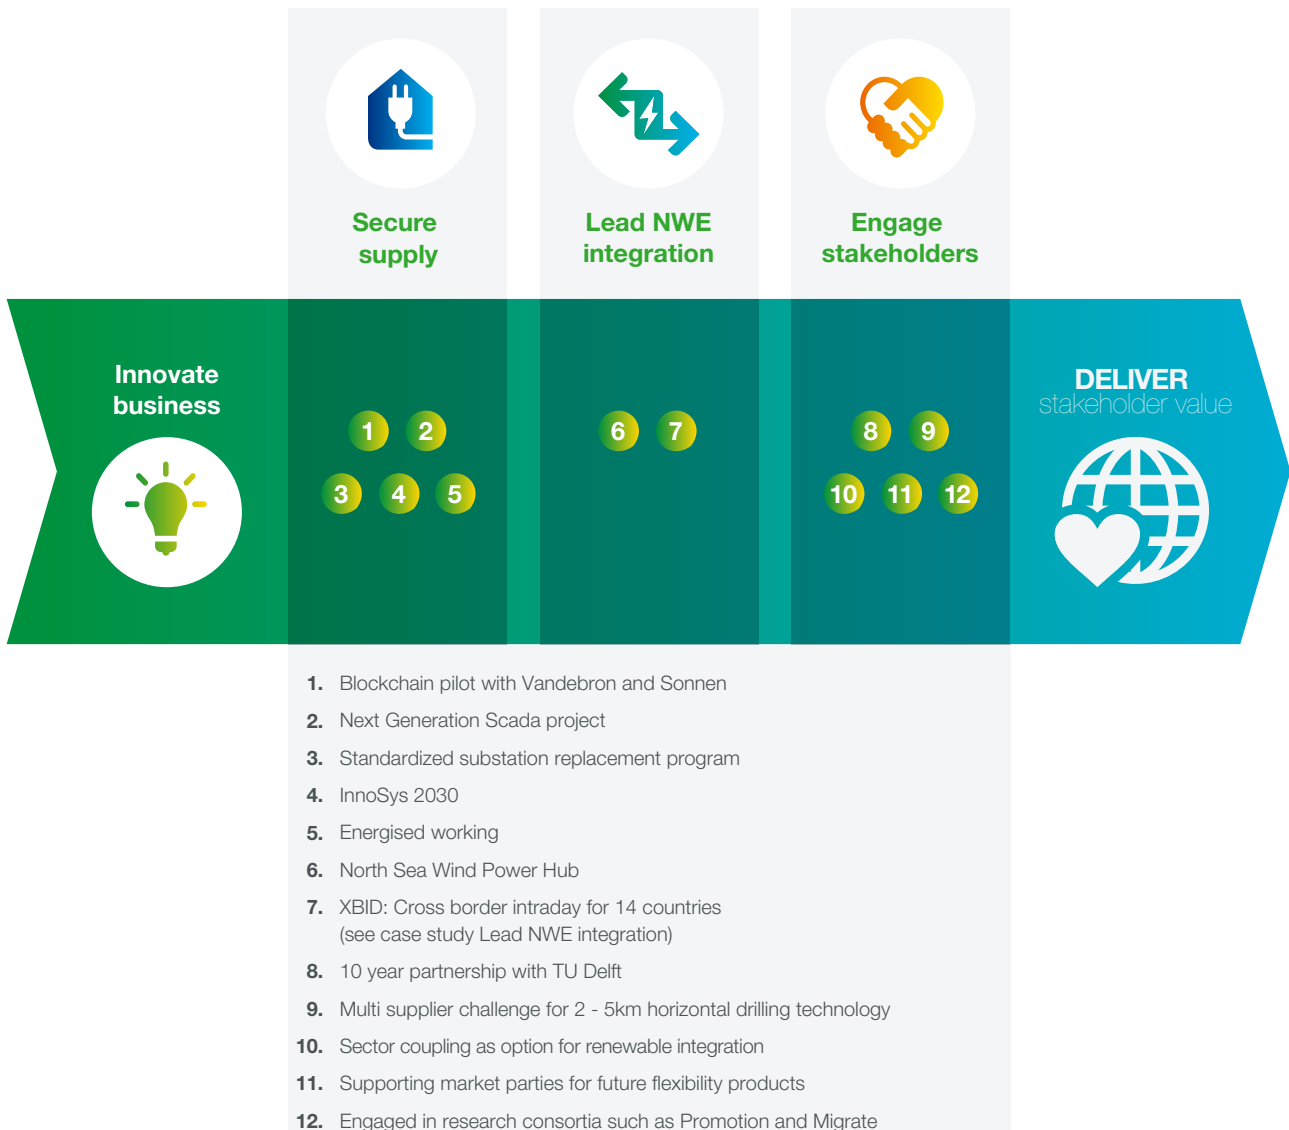 Secure
supply
Lead NWE
integration
Engage
stakeholders
Innovate
business
1 2
3 4 5
6 7
8 9
10 11 12
DELIVER
stakeholder value
1. Blockchain pilot with Vandebron and Sonnen
2. Next Generation Scada project
3. Standardized substation replacement program
4. InnoSys 2030
5. Energised working
6. North Sea Wind Power Hub
7. XBID: Cross border intraday for 14 countries
(see case study Lead NWE integration)
8. 10 year partnership with TU Delft
9. Multi supplier challenge for 2 - 5km horizontal drilling technology
10. Sector coupling as option for renewable integration
11. Supporting market parties for future flexibility products
12. Engaged in research consortia such as Promotion and Migrate